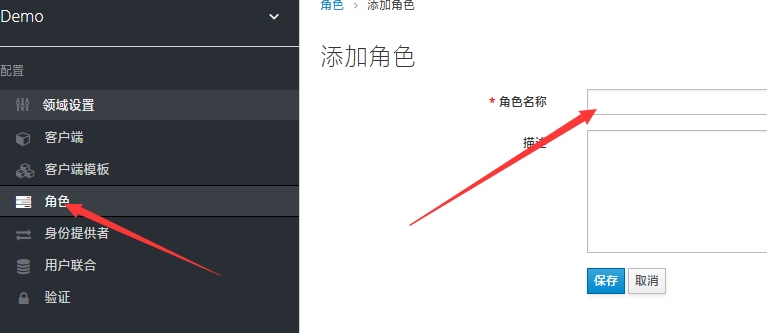 Demo
配置
领域设置
客户端
客户端模板
角色
身份提供者
用户联合
验证
角色 > 添加角色
添加角色
* 角色名称
描述
保存 取消